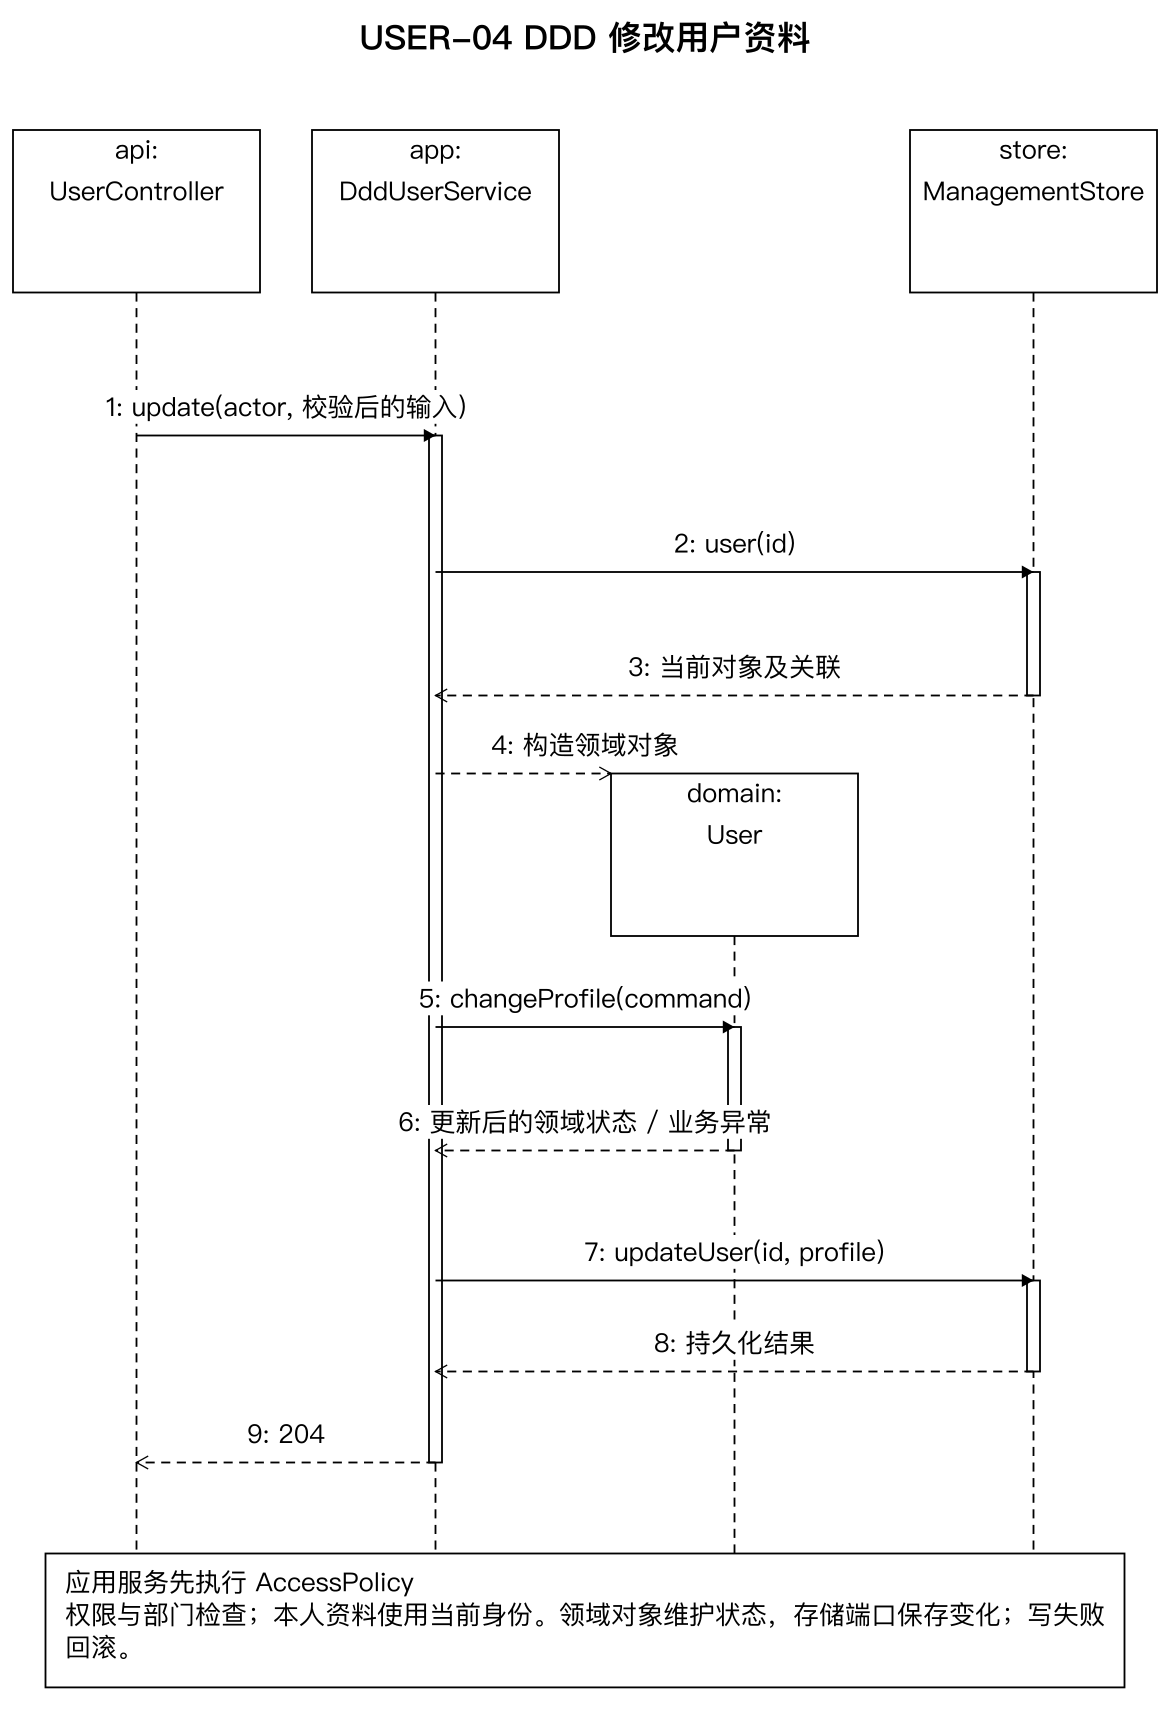 USER-04 DDD 修改用户资料
api:
UserController
app:
DddUserService
store:
ManagementStore
1: update(actor, 校验后的输入)
2: user(id)
3: 当前对象及关联
4: 构造领域对象
domain:
User
5: changeProfile(command)
6: 更新后的领域状态 / 业务异常
7: updateUser(id, profile)
8: 持久化结果
9: 204
应用服务先执行 AccessPolicy
权限与部门检查；本人资料使用当前身份。领域对象维护状态，存储端口保存变化；写失败
回滚。